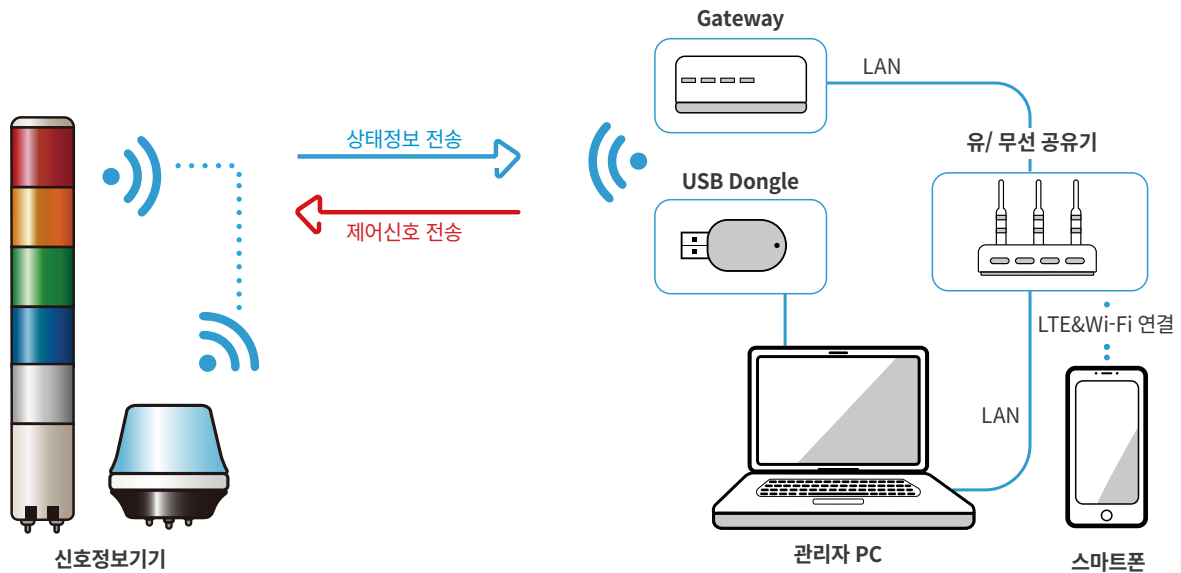 Gateway
LAN
유/ 무선 공유기
상태정보 전송
USB Dongle
제어신호 전송
LTE&Wi-Fi 연결
LAN
신호정보기기
관리자 PC
스마트폰